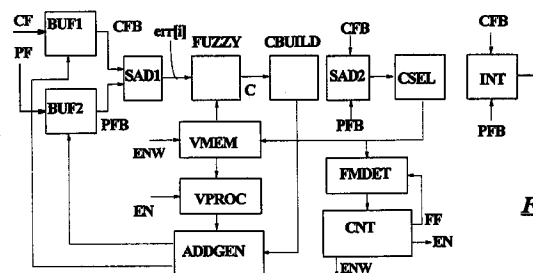 CF
BUF1
CFB
err[i]
FUZZY
CBUILD
CFB
CFB
PF
SAD1
C
SAD2
CSEL
INT
BUF2
PFB
PFB
PFB
VMEM
ENW
FMDET
VPROC
EN
CNT
FF
EN
ADDGEN
ENW